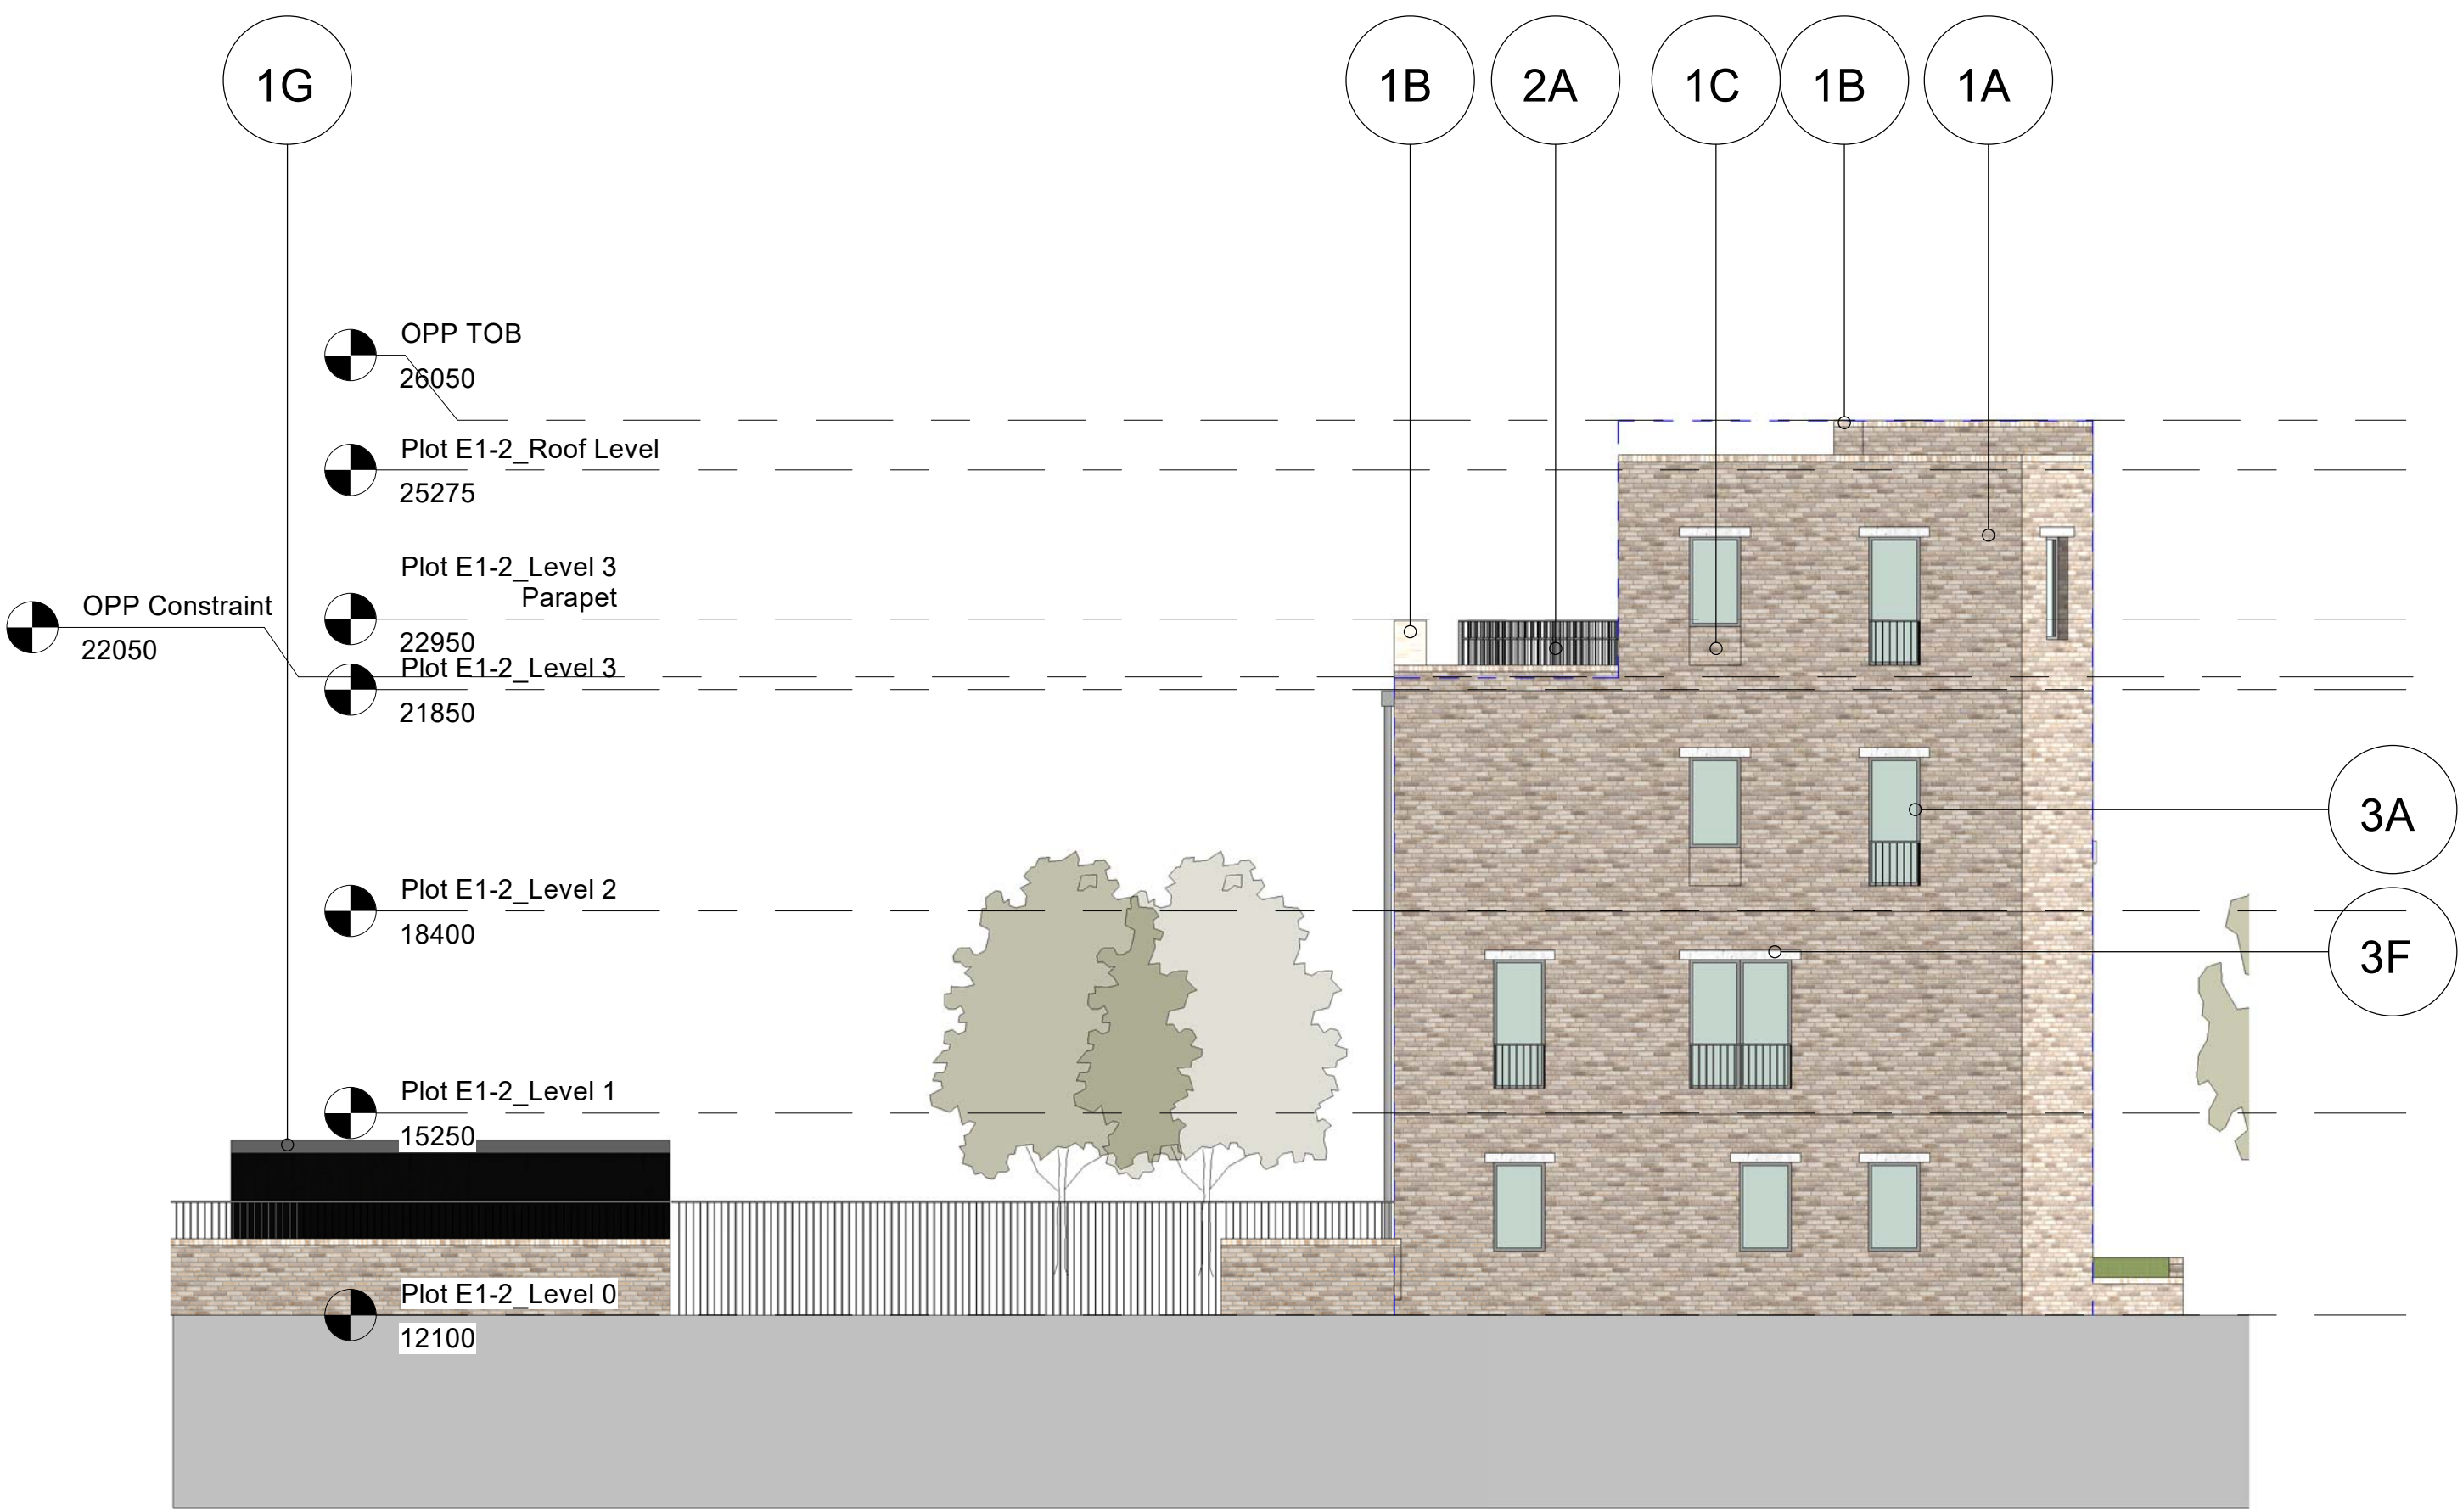 1G
1B
2A
1C
1B
1A
OPP TOB
26050
Plot E1-2_Roof Level
25275
Plot E1-2_Level 3
Parapet
22950
OPP Constraint
22050
Plot E1-2_Level 3
21850
3A
Plot E1-2_Level 2
18400
3F
Plot E1-2_Level 1
15250
Plot E1-2_Level 0
12100